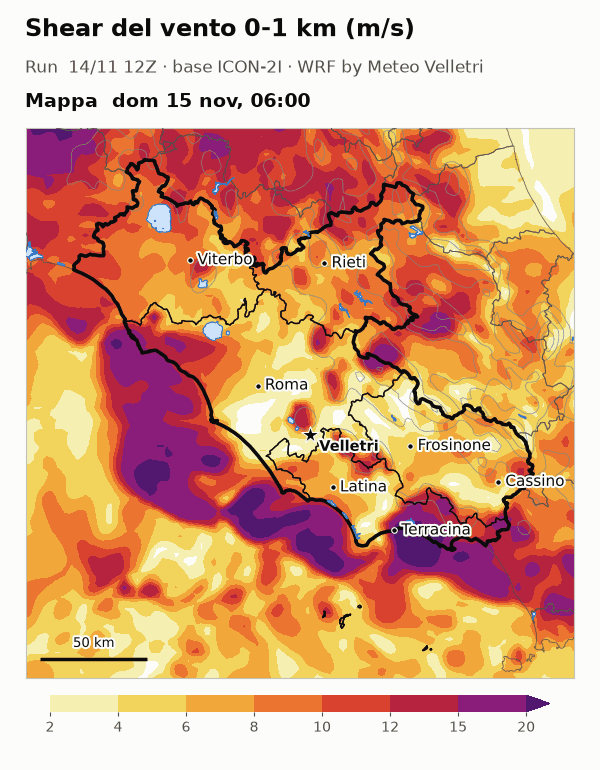 Shear del vento 0-1 km (m/s)
Run 14/11 12Z · base ICON-2I · WRF by Meteo Velletri
Mappa dom 15 nov, 06:00
Viterbo
Rieti
Roma
Velletri
Frosinone
Latina
Cassino
Terracina
50 km
2 4 6 8 10 12 15 20